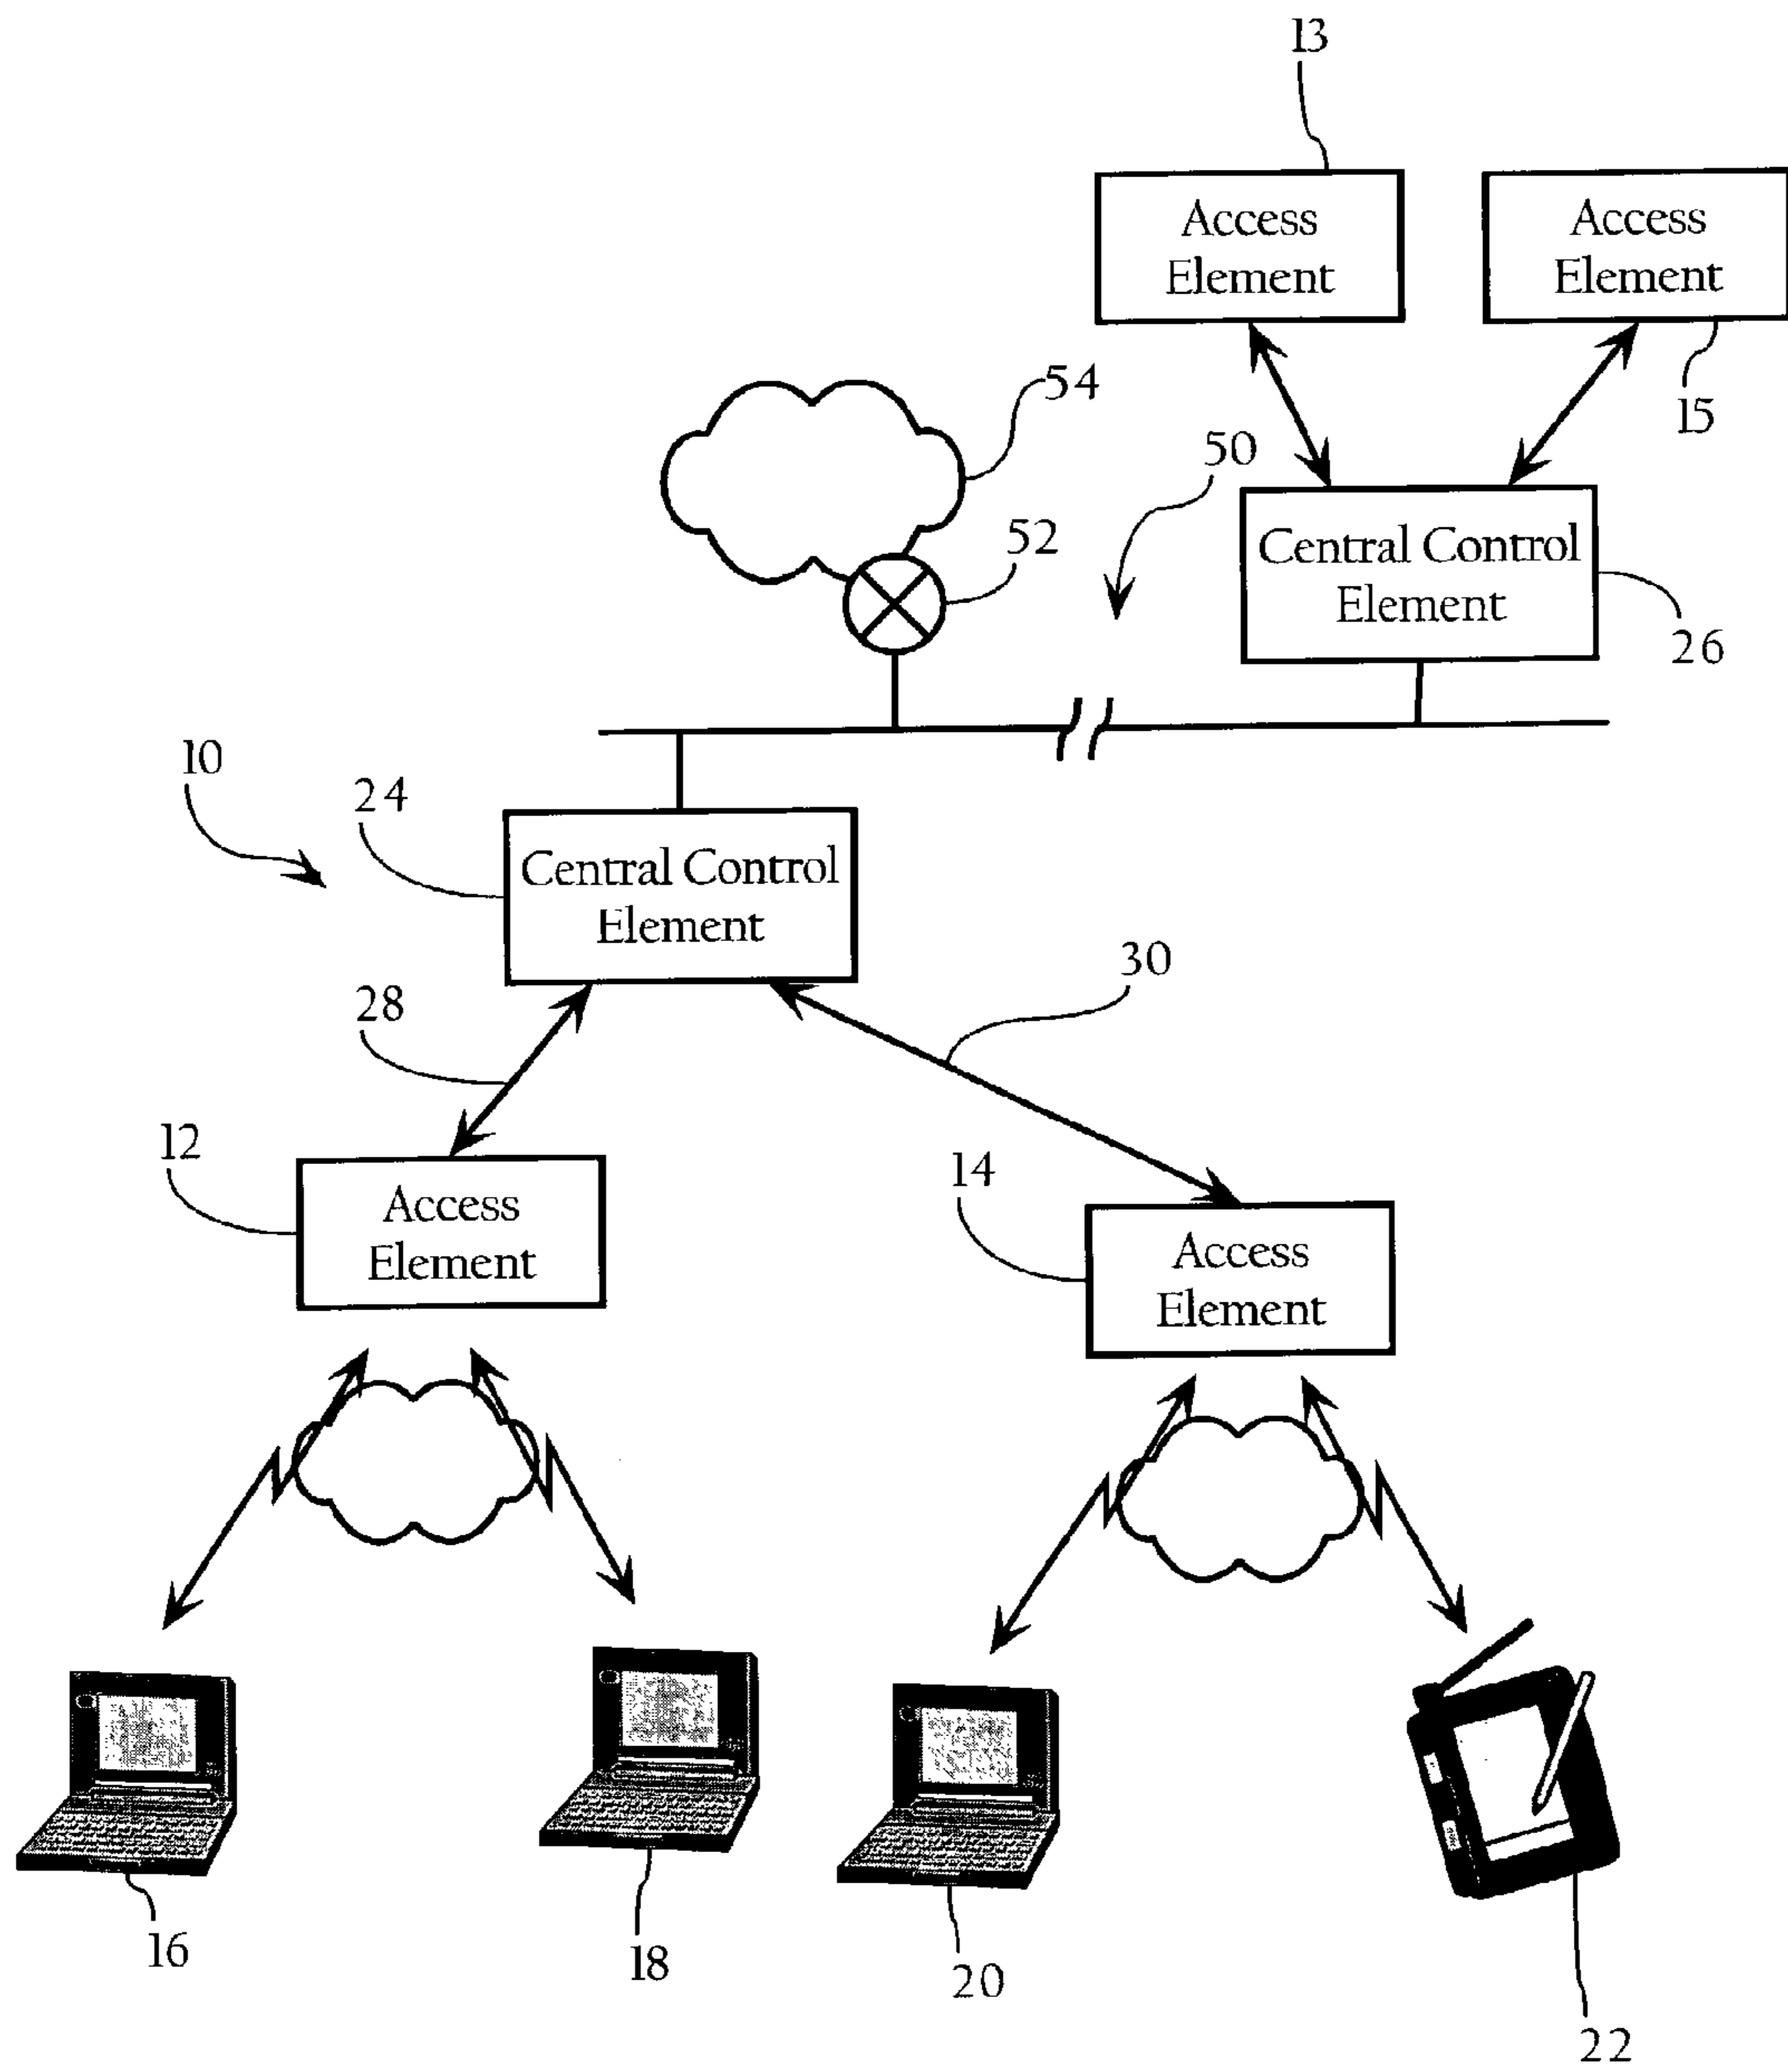 13
Access
Element
Access
Element
54
15
50
52
Central Control
Element
26
10
24
Central Control
Element
30
28
12
14
Access
Element
Access
Element
16
18
20
22